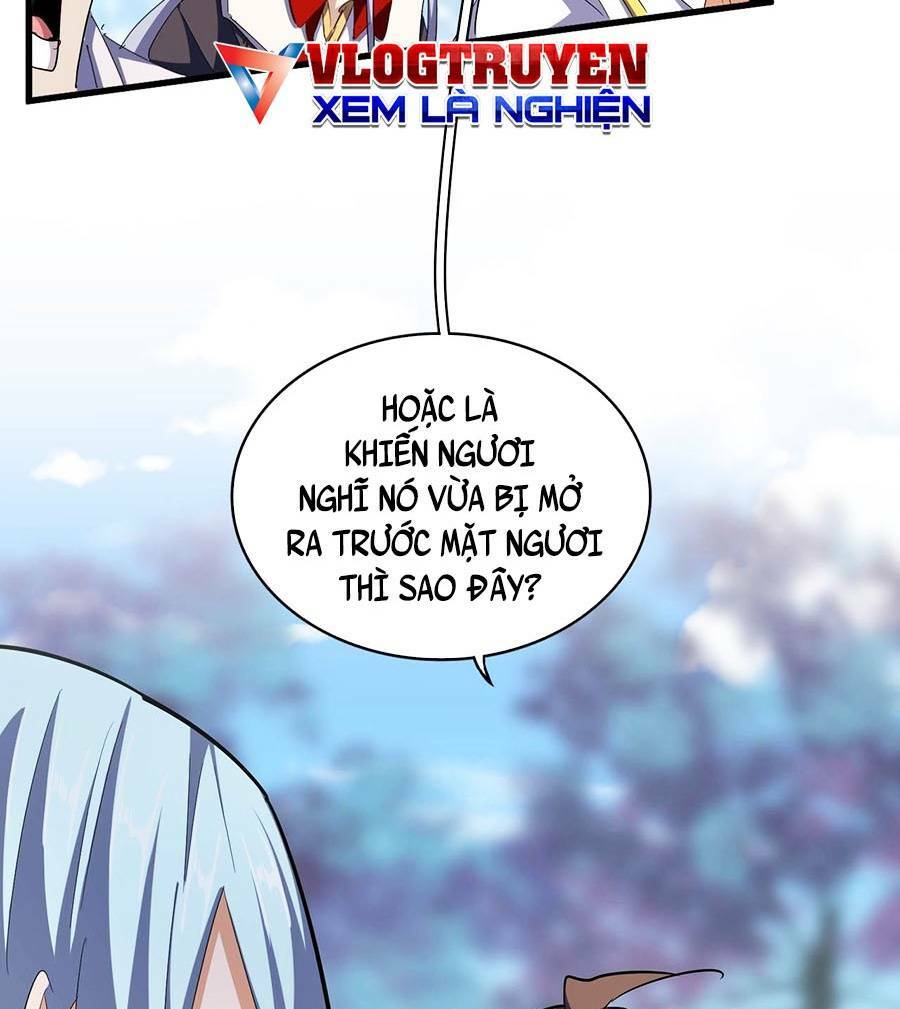 VLOGTRUYEN
XEM LÀ NGHIỆN
HOẶC LÀ
KHIẾN NGƯƠI
NGHĨ NÓ VỪA BỊ MỞ
RA TRƯỚC MẶT NGƯƠI
THÌ SAO ĐÂY?